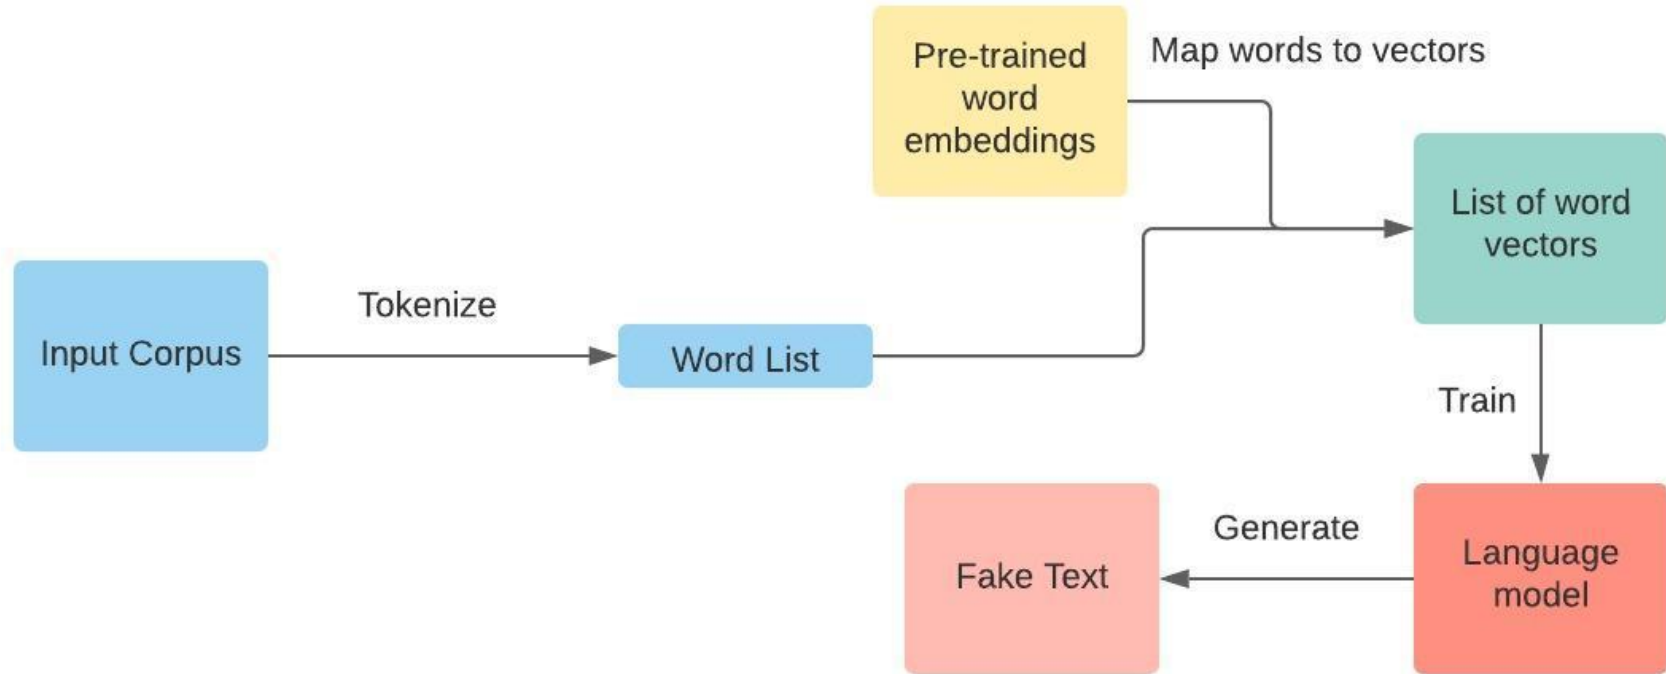 Pre-trained
word
embeddings
Map words to vectors
List of word
vectors
Input Corpus
Tokenize
Word List
Train
Fake Text
Generate
Language
model